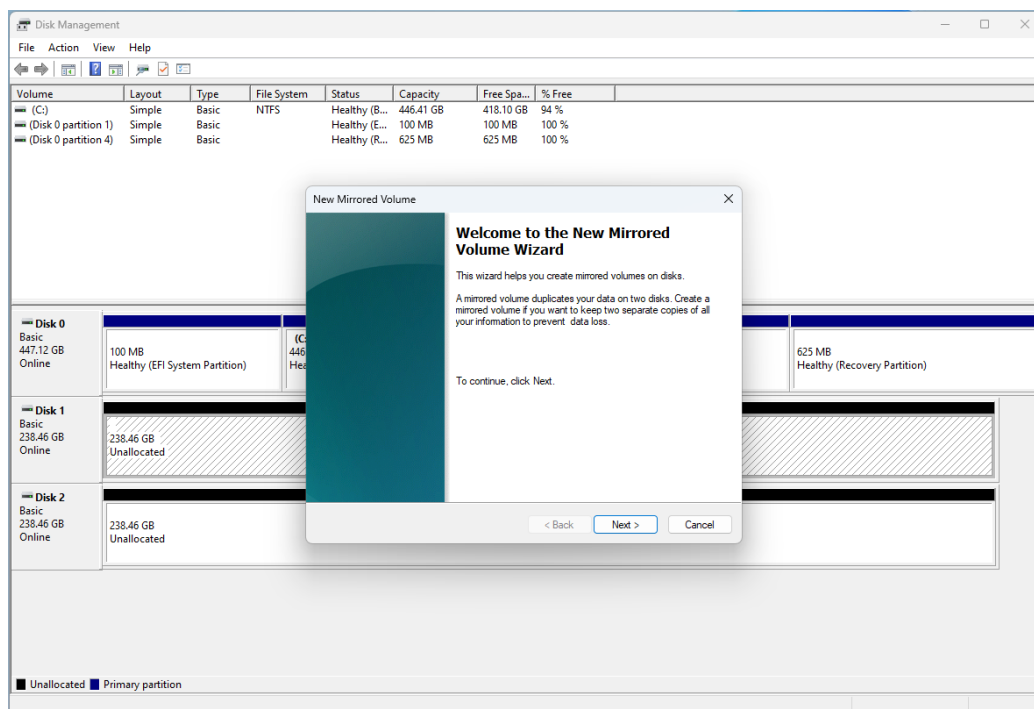 Disk Management
File Action View Help
Volume Layout Type File System Status Capacity Free Spa... % Free
(C:) Simple Basic NTFS Healthy (B... 446.41 GB 418.10 GB 94 %
(Disk 0 partition 1) Simple Basic Healthy (E... 100 MB 100 MB 100 %
(Disk 0 partition 4) Simple Basic Healthy (R... 625 MB 625 MB 100 %
New Mirrored Volume
Welcome to the New Mirrored
Volume Wizard
This wizard helps you create mirrored volumes on disks.
A mirrored volume duplicates your data on two disks. Create a
mirrored volume if you want to keep two separate copies of all
your information to prevent data loss.
To continue, click Next.
< Back Next > Cancel
Disk 0
Basic
447.12 GB
Online
100 MB
Healthy (EFI System Partition)
(C:
446
Hea
625 MB
Healthy (Recovery Partition)
Disk 1
Basic
238.46 GB
Online
238.46 GB
Unallocated
Disk 2
Basic
238.46 GB
Online
238.46 GB
Unallocated
Unallocated Primary partition